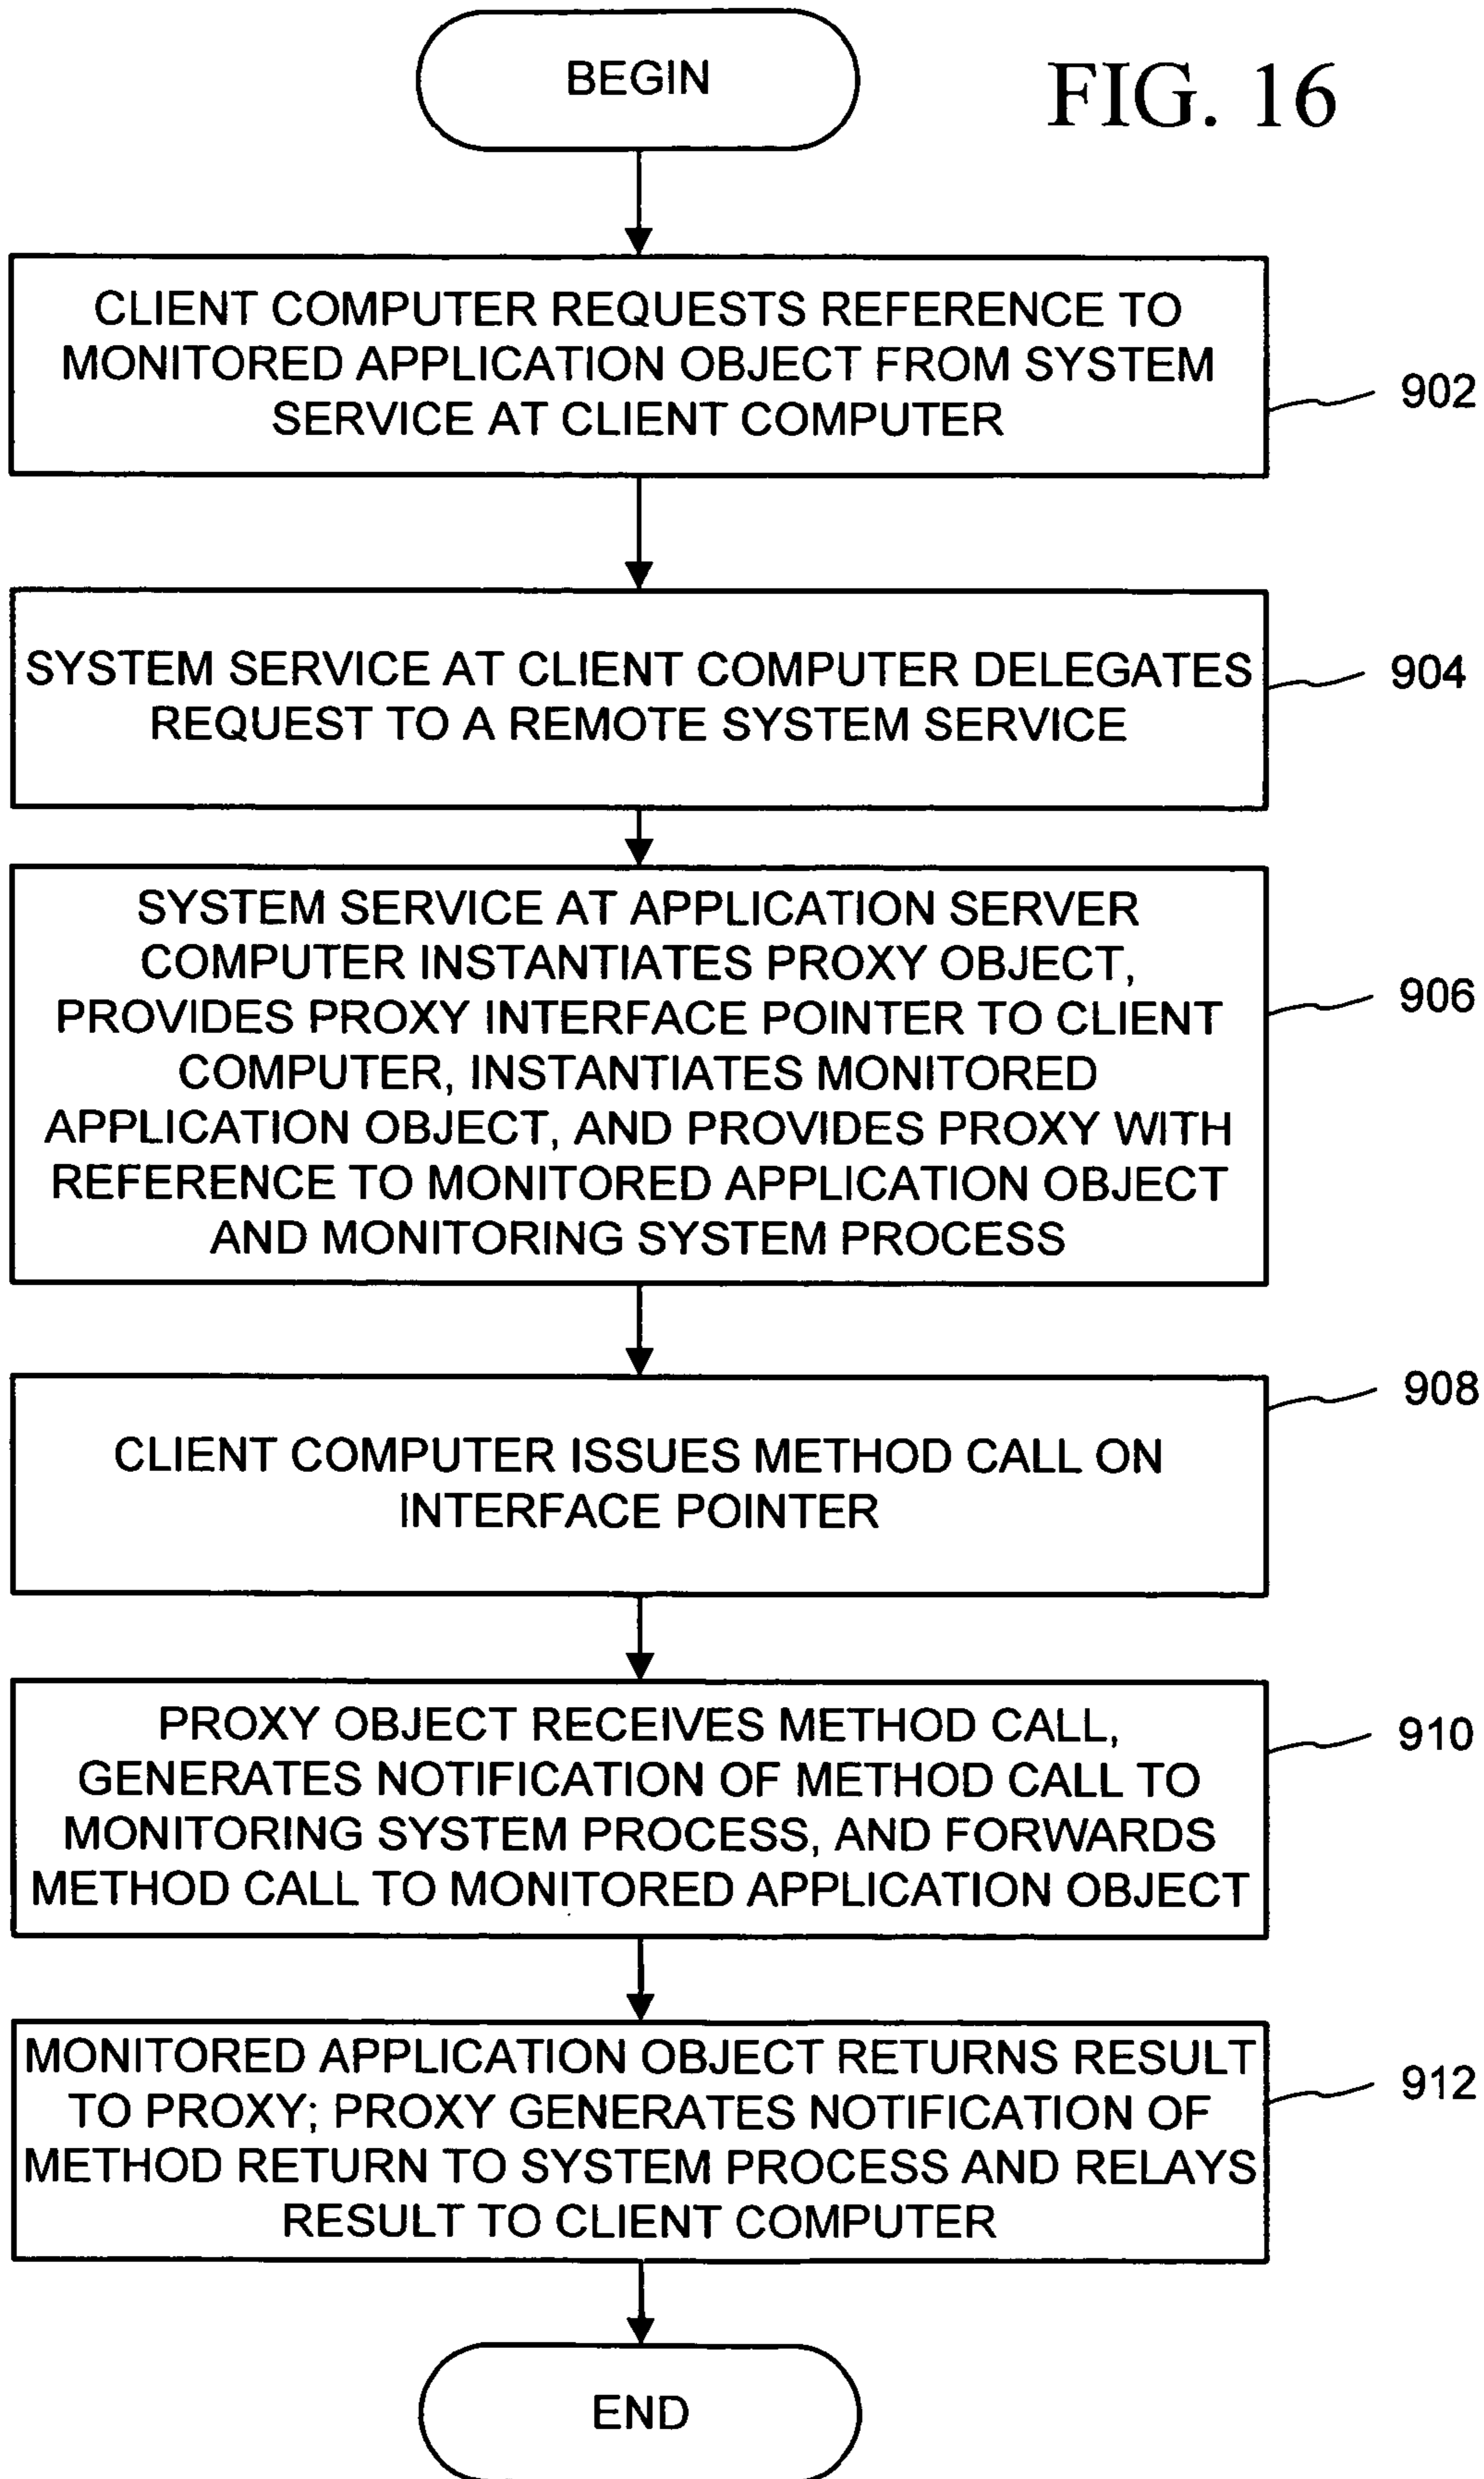 BEGIN
FIG. 16
CLIENT COMPUTER REQUESTS REFERENCE TO
MONITORED APPLICATION OBJECT FROM SYSTEM
SERVICE AT CLIENT COMPUTER
902
SYSTEM SERVICE AT CLIENT COMPUTER DELEGATES
REQUEST TO A REMOTE SYSTEM SERVICE
904
SYSTEM SERVICE AT APPLICATION SERVER
COMPUTER INSTANTIATES PROXY OBJECT,
PROVIDES PROXY INTERFACE POINTER TO CLIENT
COMPUTER, INSTANTIATES MONITORED
APPLICATION OBJECT, AND PROVIDES PROXY WITH
REFERENCE TO MONITORED APPLICATION OBJECT
AND MONITORING SYSTEM PROCESS
906
CLIENT COMPUTER ISSUES METHOD CALL ON
INTERFACE POINTER
908
PROXY OBJECT RECEIVES METHOD CALL,
GENERATES NOTIFICATION OF METHOD CALL TO
MONITORING SYSTEM PROCESS, AND FORWARDS
METHOD CALL TO MONITORED APPLICATION OBJECT
910
MONITORED APPLICATION OBJECT RETURNS RESULT
TO PROXY; PROXY GENERATES NOTIFICATION OF
METHOD RETURN TO SYSTEM PROCESS AND RELAYS
RESULT TO CLIENT COMPUTER
912
END